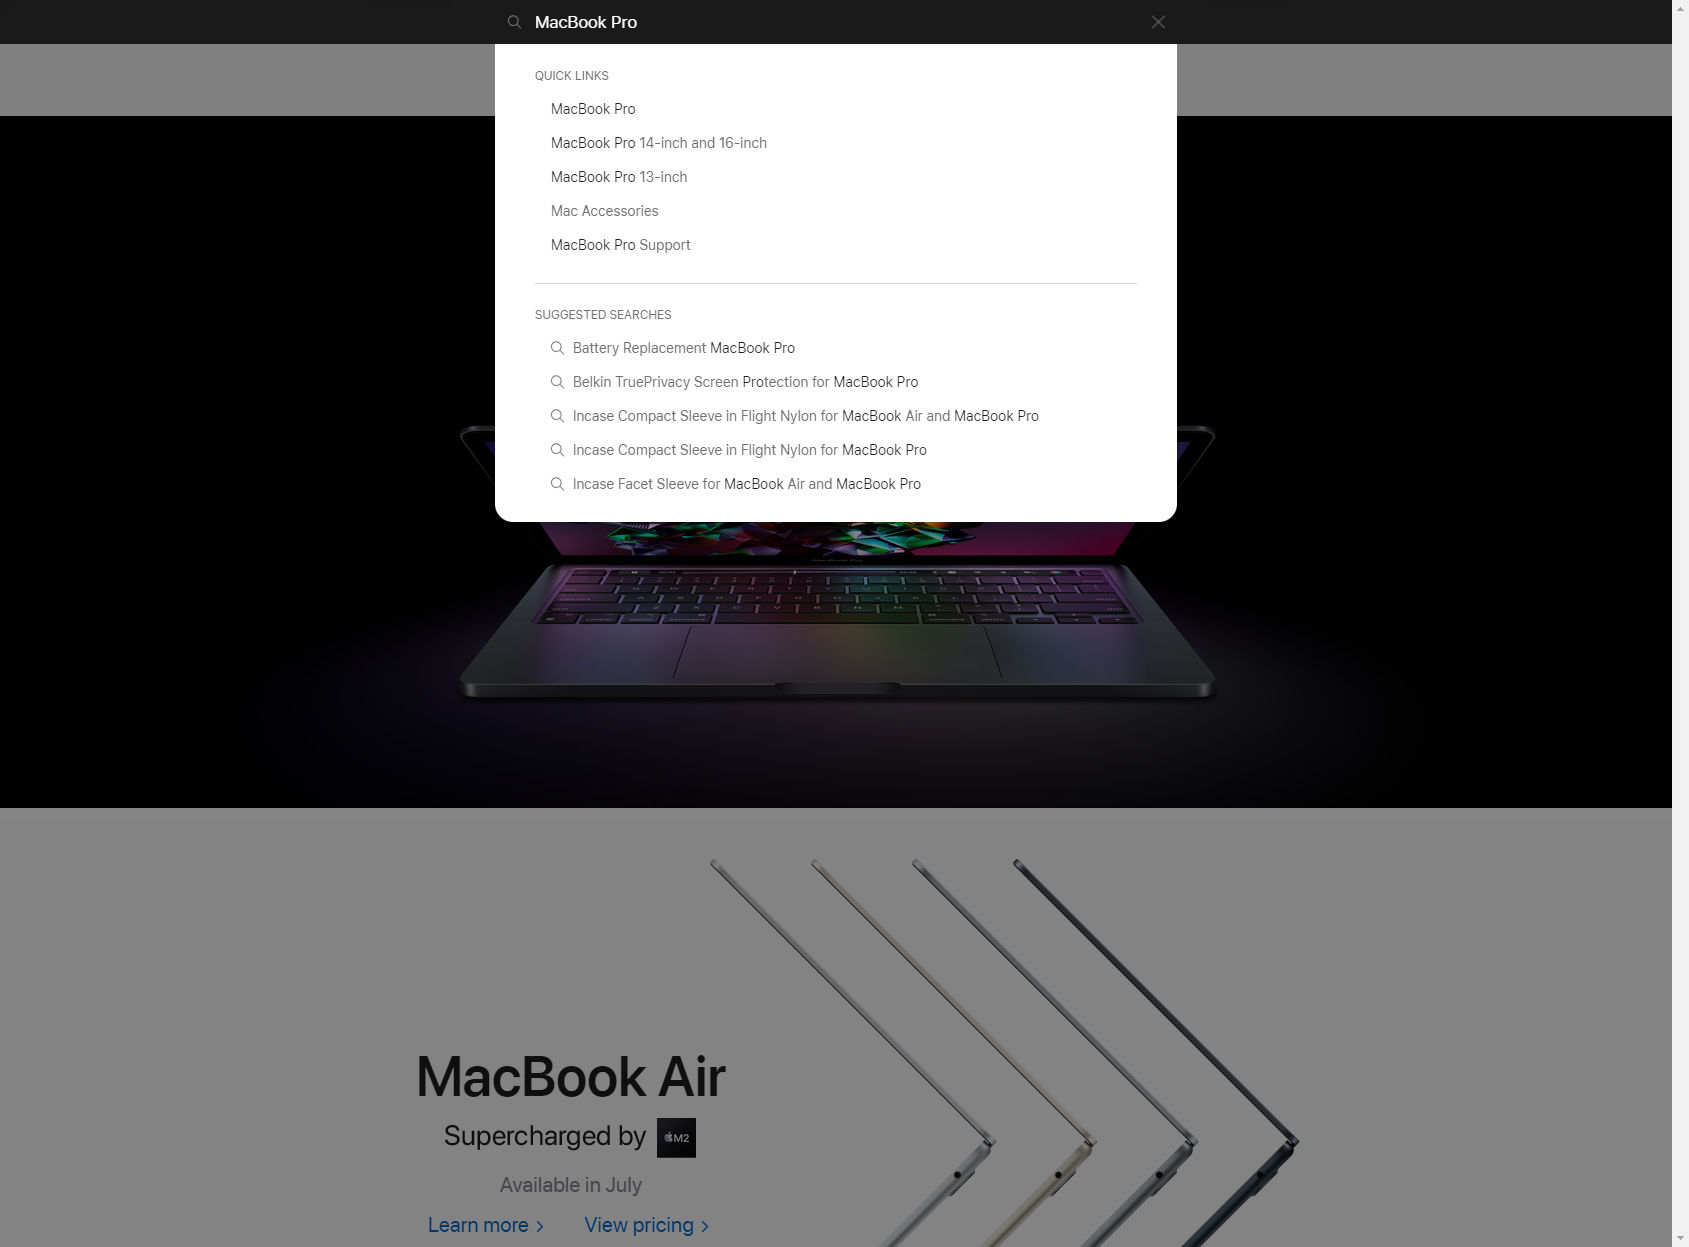 MacBook Pro
QUICK LINKS
MacBook Pro
MacBook Pro 14-inch and 16-inch
MacBook Pro 13-inch
Mac Accessories
MacBook Pro Support
SUGGESTED SEARCHES
Battery Replacement MacBook Pro
Belkin TruePrivacy Screen Protection for MacBook Pro
Incase Compact Sleeve in Flight Nylon for MacBook Air and MacBook Pro
Incase Compact Sleeve in Flight Nylon for MacBook Pro
Incase Facet Sleeve for MacBook Air and MacBook Pro
MacBook Air
Supercharged by M2
Available in July
Learn more
View pricing